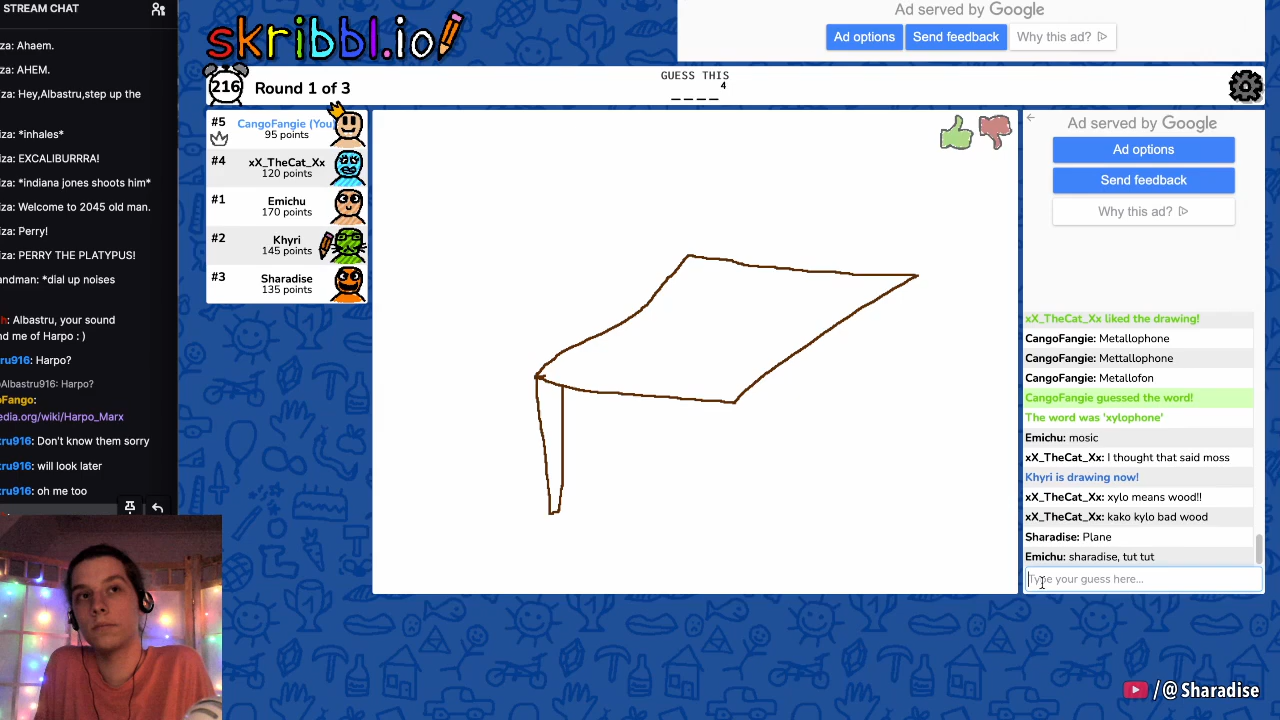 STREAM CHAT
za: Ahaem.
za: AHEM.
za: ey,Albastru,step up the
za: *inhales*
za: EXCALIBURRRA!
za: *indiana jones shoots him*
za: Welcome to 2045 old man.
za: Perry!
za: PERRY THE PLATYPUS!
ndman: *dial up noises
h: Albastru, your sound
nd me of Harpo : )
ru916: Harpo?
Albastru916: Harpo?
oFango:
edia.org/wiki/Harpo_Marx
tru916: Don't know them sorry
tru916: will look later
tru916: oh me too
skribbl.io
Ad served by Google
Ad options
Send feedback
Why this ad?
216
Round 1 of 3
GUESS THIS
4
____
#5
CangoFangie (You)
95 points
#4
xX_TheCat_Xx
120 points
#1
Emichu
170 points
#2
Khyri
145 points
#3
Sharadise
135 points
Ad served by Google
Ad options
Send feedback
Why this ad?
xX_TheCat_Xx liked the drawing!
CangoFangie: Metallophone
CangoFangie: Mettallophone
CangoFangie: Metallofon
CangoFangie guessed the word!
The word was 'xylophone'
Emichu: mosic
xX_TheCat_Xx: I thought that said moss
Khyri is drawing now!
xX_TheCat_Xx: xylo means wood!!
xX_TheCat_Xx: kako kylo bad wood
Sharadise: Plane
Emichu: sharadise, tut tut
Type your guess here...
/@Sharadise